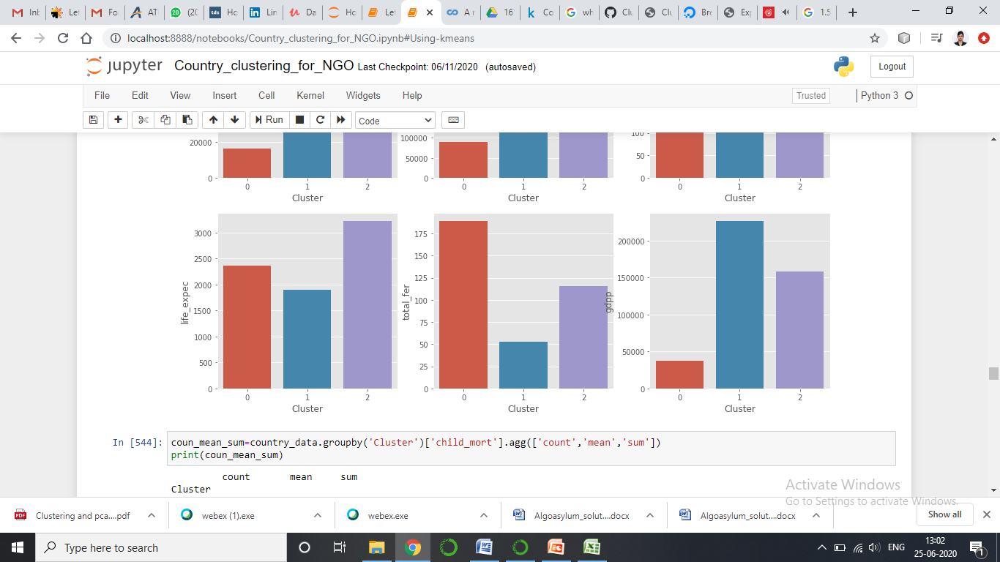 Inb
Let
Fo
AT
(20
Ho
Lin
Da
Ho
Let
A r
16
Co
wh
Clu
Clu
Bre
Exp
1.5
localhost:8888/notebooks/Country_clustering_for_NGO.ipynb#Using-kmeans
jupyter Country_clustering_for_NGO Last Checkpoint: 06/11/2020 (autosaved)
Logout
File Edit View Insert Cell Kernel Widgets Help
Trusted
Python 3
Run
Code
20000
0
0 1 2
Cluster
100000
50000
0
0 1 2
Cluster
100
50
0
0 1 2
Cluster
life_expec
3000
2500
2000
1500
1000
500
0
0 1 2
Cluster
total_fer
175
150
125
100
75
50
25
0
0 1 2
Cluster
gdpp
200000
150000
100000
50000
0
0 1 2
Cluster
In [544]:
coun_mean_sum=country_data.groupby('Cluster')['child_mort'].agg(['count','mean','sum'])
print(coun_mean_sum)
count mean sum
Cluster
Activate Windows
Go to Settings to activate Windows.
Clustering and pca....pdf
webex (1).exe
webex.exe
Algoasylum_solut....docx
Algoasylum_solut....docx
Show all
Type here to search
ENG
13:02
25-06-2020
1